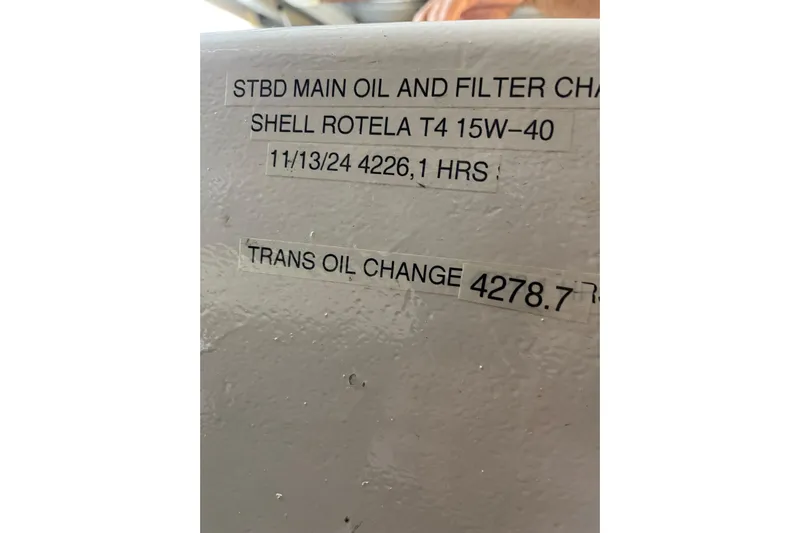 STBD MAIN OIL AND FILTER
SHELL ROTELA T4 15W-40
11/13/24 4226,1 HRS
TRANS OIL CHANGE 4278.7